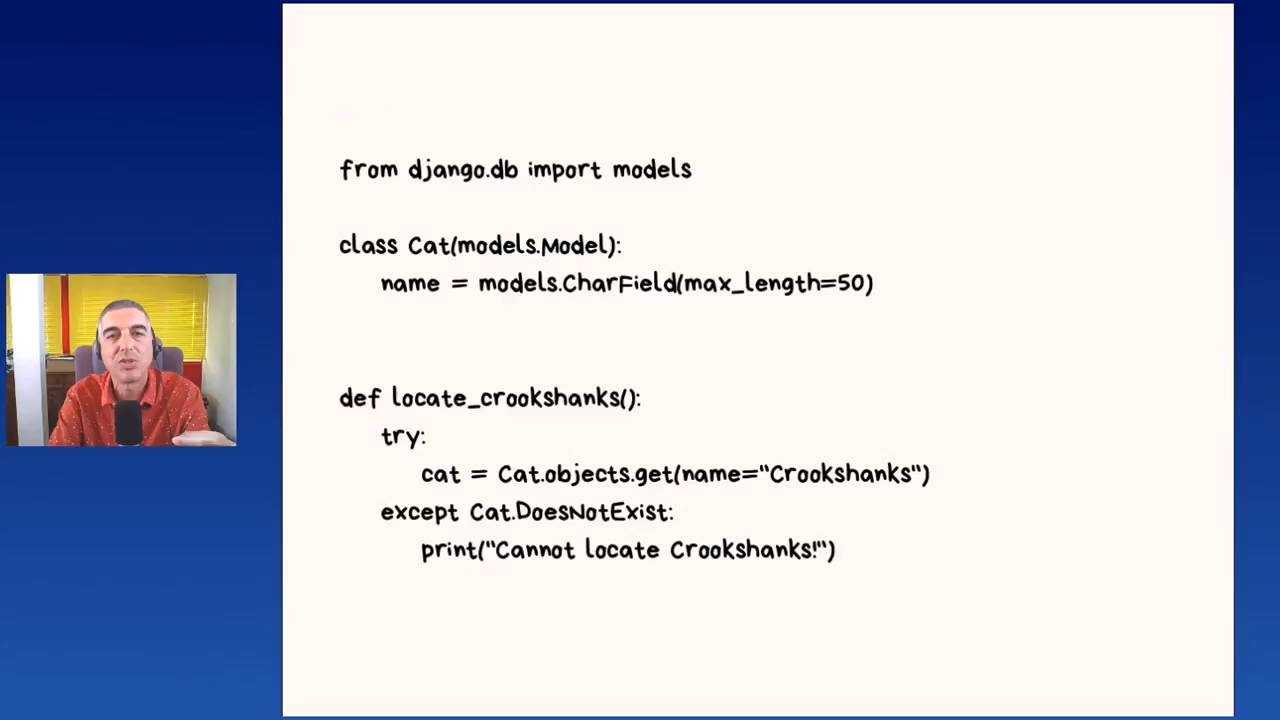 from django.db import models
class Cat(models.Model):
name = models.CharField(max_length=50)
def locate_crookshanks():
try:
cat = Cat.objects.get(name="Crookshanks")
except Cat.DoesNotExist:
print("Cannot locate Crookshanks!")